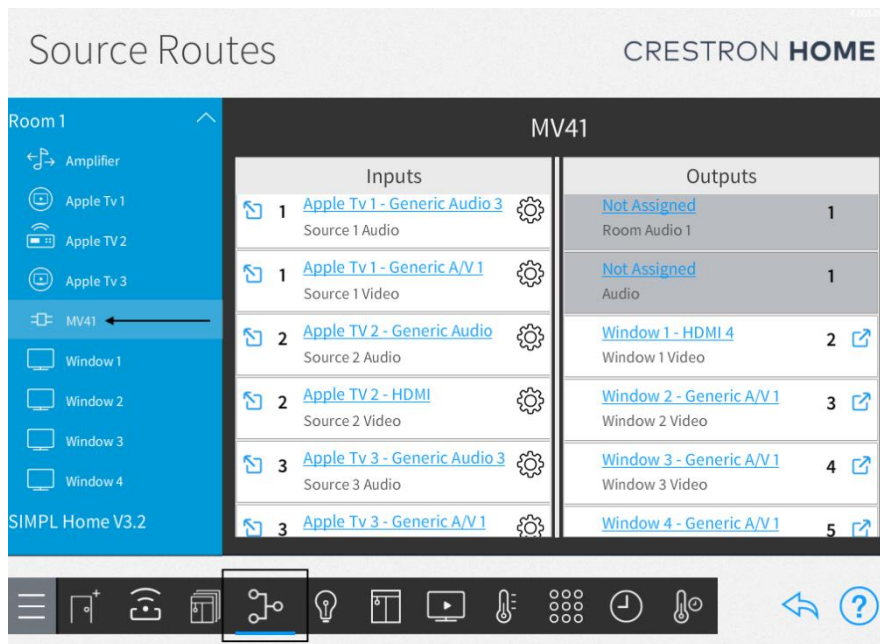 Source Routes
CRESTRON HOME
Room 1
Amplifier
Apple Tv 1
Apple TV 2
Apple Tv 3
MV41
Window 1
Window 2
Window 3
Window 4
SIMPL Home V3.2
MV41
Inputs
1 Apple Tv 1 - Generic Audio 3
Source 1 Audio
1 Apple Tv 1 - Generic A/V 1
Source 1 Video
2 Apple TV 2 - Generic Audio
Source 2 Audio
2 Apple TV 2 - HDMI
Source 2 Video
3 Apple Tv 3 - Generic Audio 3
Source 3 Audio
3 Apple Tv 3 - Generic A/V 1
Outputs
Not Assigned 1
Room Audio 1
Not Assigned 1
Audio
Window 1 - HDMI 4 2
Window 1 Video
Window 2 - Generic A/V 1 3
Window 2 Video
Window 3 - Generic A/V 1 4
Window 3 Video
Window 4 - Generic A/V 1 5
?